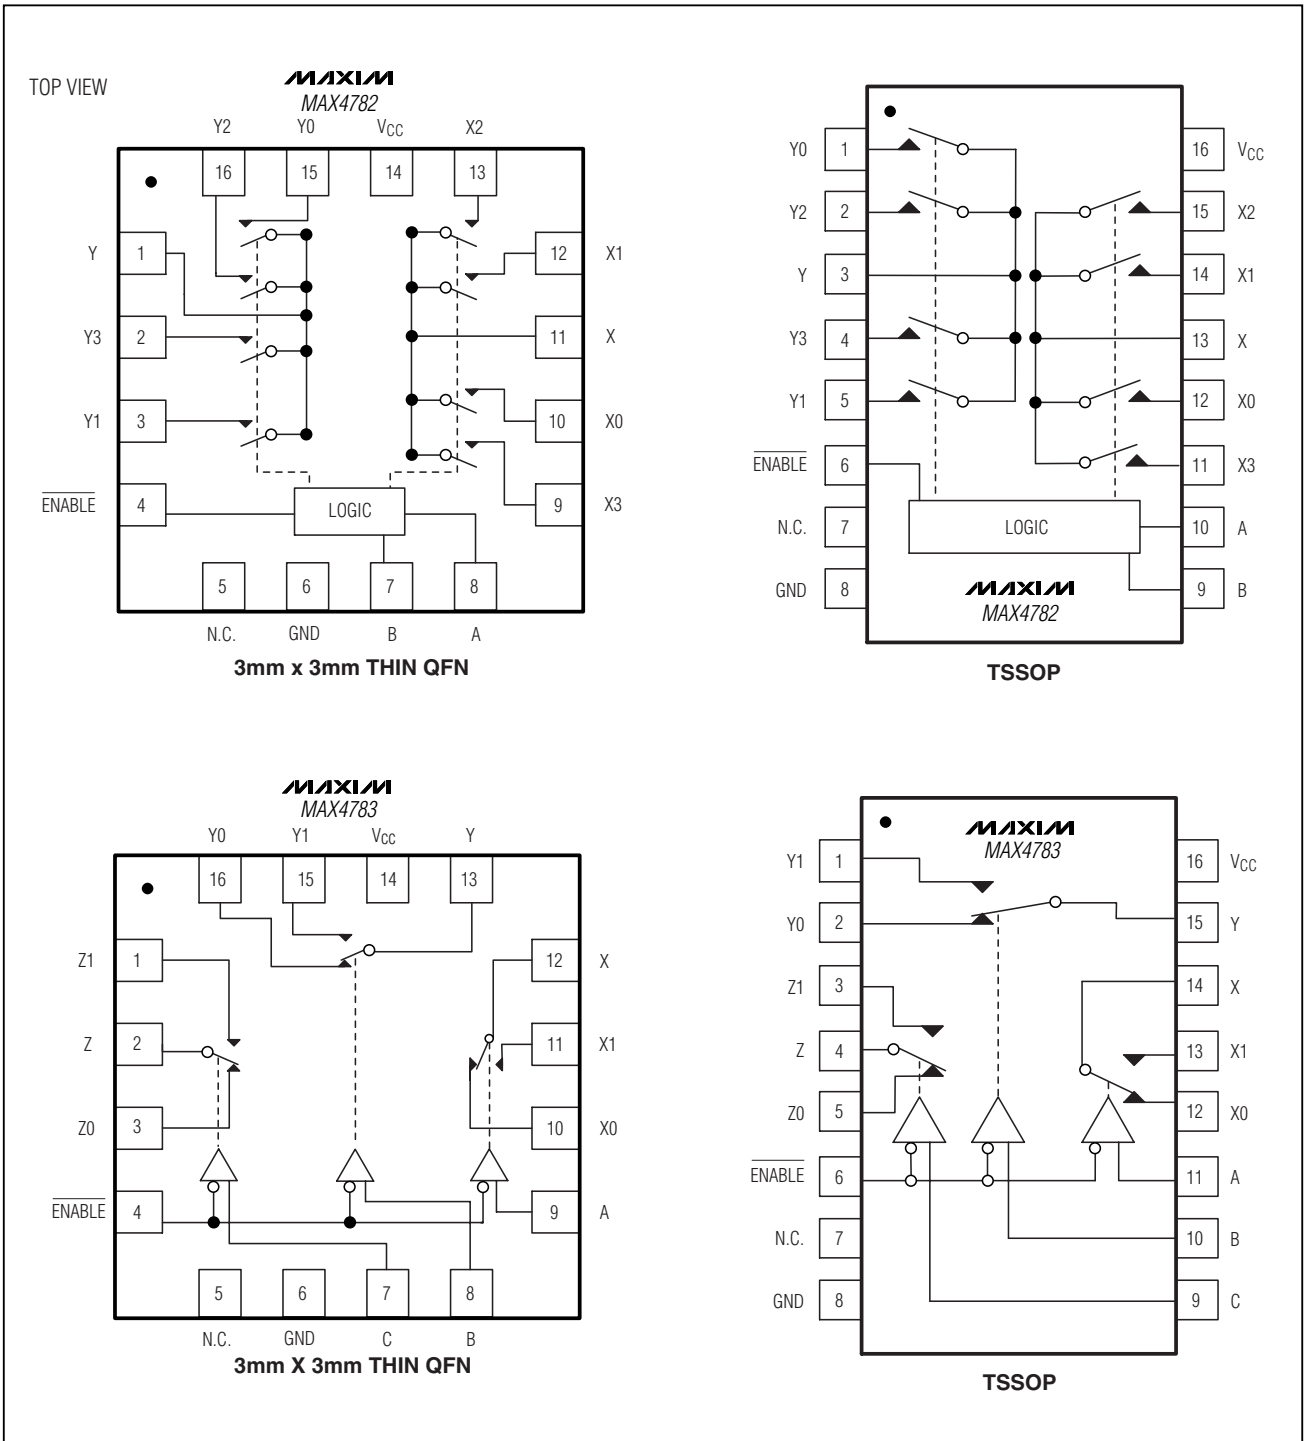 TOP VIEW
MAXIM
MAX4782
Y2 Y0 VCC X2
16 15 14 13
Y 1 12 X1
Y3 2 11 X
Y1 3 10 X0
ENABLE 4 LOGIC 9 X3
5 6 7 8
N.C. GND B A
3mm x 3mm THIN QFN
Y0 1 16 VCC
Y2 2 15 X2
Y 3 14 X1
Y3 4 13 X
Y1 5 12 X0
ENABLE 6 11 X3
N.C. 7 LOGIC 10 A
GND 8 MAXIM 9 B
MAX4782
TSSOP
MAXIM
MAX4783
Y0 Y1 VCC Y
16 15 14 13
Z1 1 12 X
Z 2 11 X1
Z0 3 10 X0
ENABLE 4 9 A
5 6 7 8
N.C. GND C B
3mm X 3mm THIN QFN
MAXIM
MAX4783
Y1 1 16 VCC
Y0 2 15 Y
Z1 3 14 X
Z 4 13 X1
Z0 5 12 X0
ENABLE 6 11 A
N.C. 7 10 B
GND 8 9 C
TSSOP